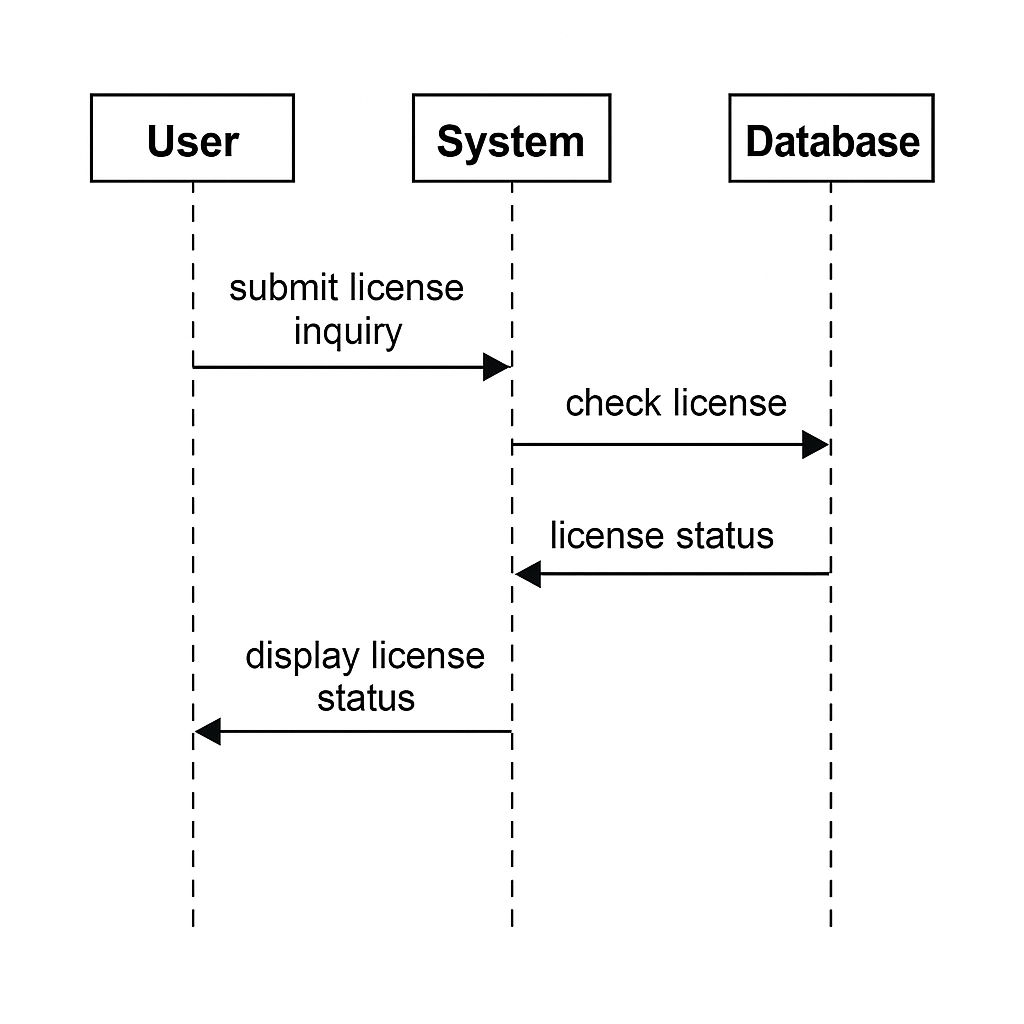 User
System
Database
submit license
inquiry
check license
license status
display license
status